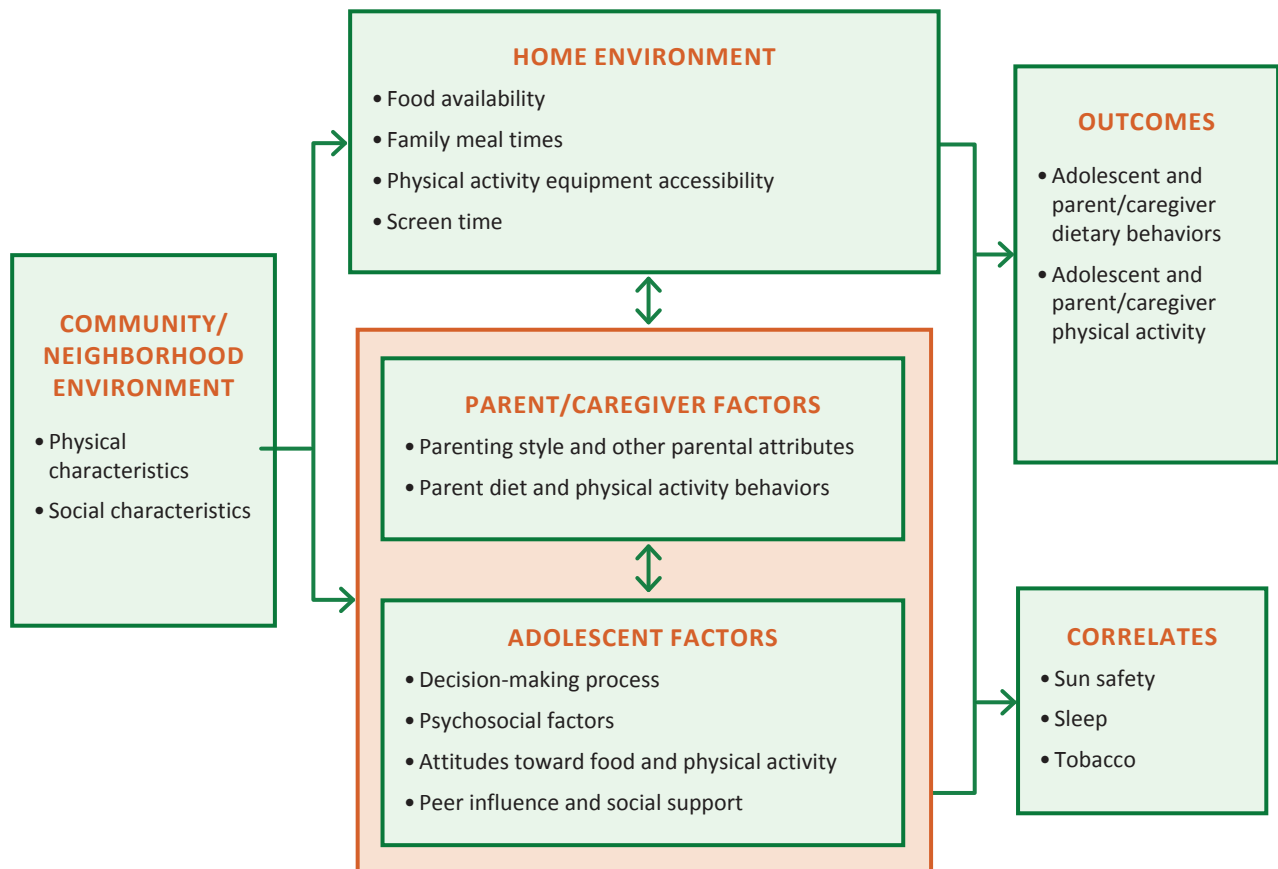 COMMUNITY/
NEIGHBORHOOD
ENVIRONMENT
• Physical
characteristics
• Social characteristics
HOME ENVIRONMENT
• Food availability
• Family meal times
• Physical activity equipment accessibility
• Screen time
PARENT/CAREGIVER FACTORS
• Parenting style and other parental attributes
• Parent diet and physical activity behaviors
ADOLESCENT FACTORS
• Decision-making process
• Psychosocial factors
• Attitudes toward food and physical activity
• Peer influence and social support
OUTCOMES
• Adolescent and
parent/caregiver
dietary behaviors
• Adolescent and
parent/caregiver
physical activity
CORRELATES
• Sun safety
• Sleep
• Tobacco